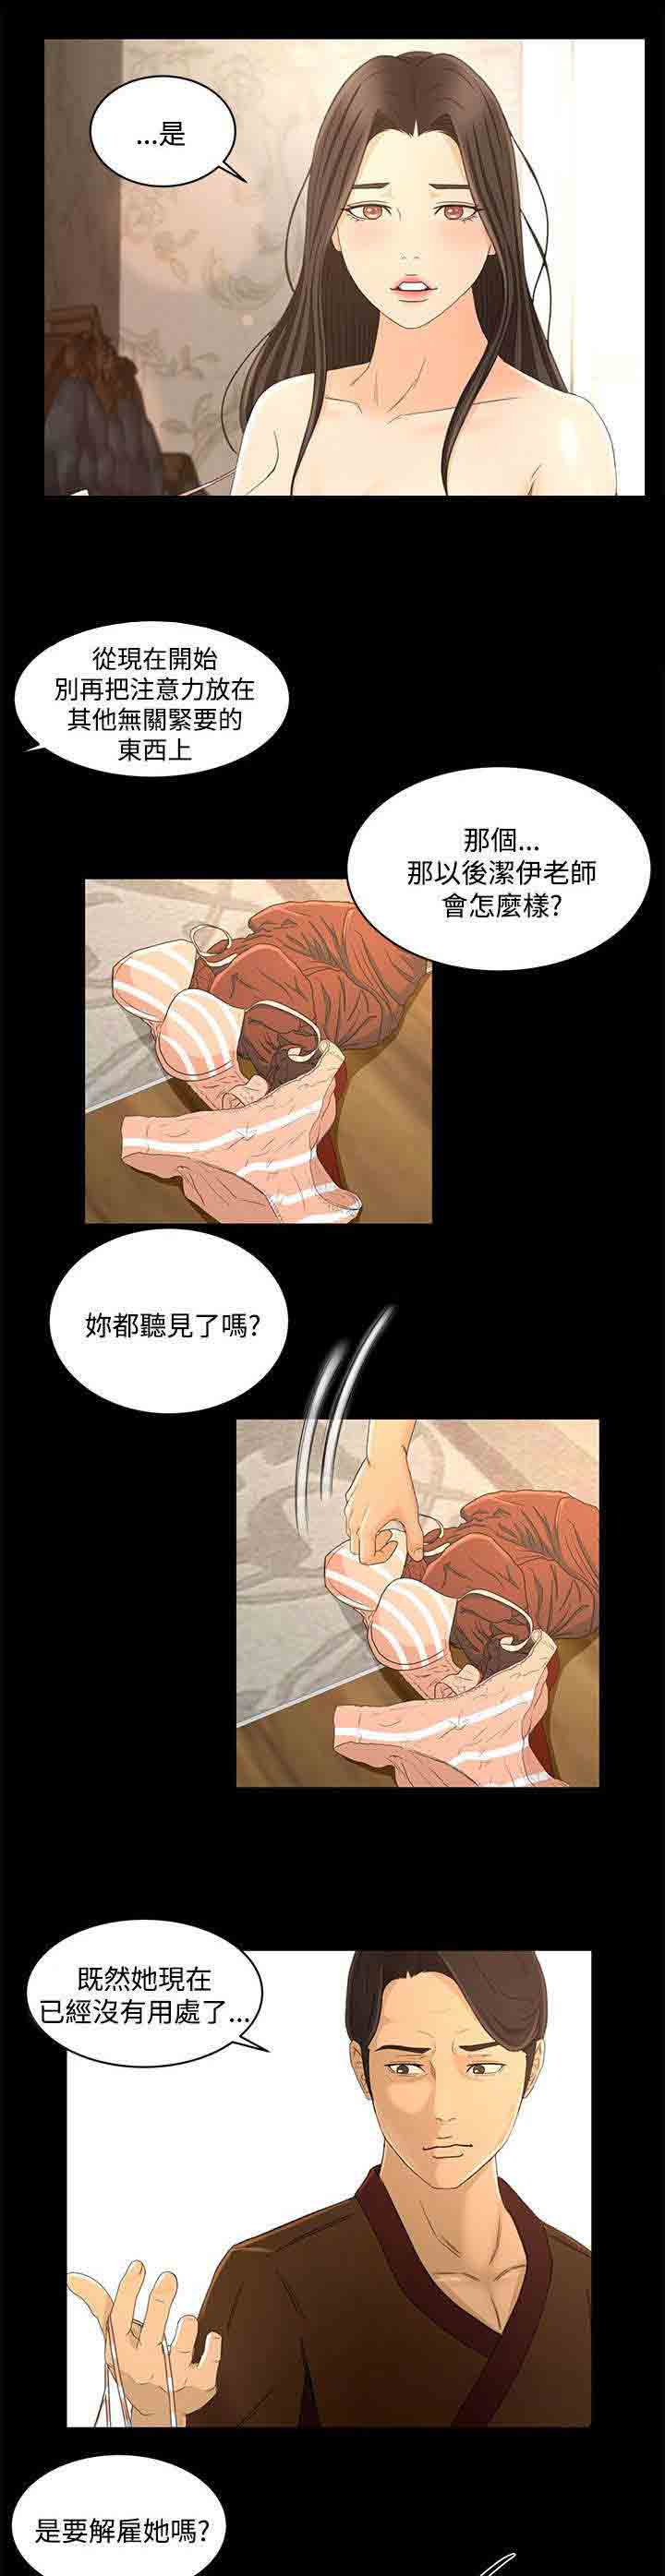 ...是
從現在開始
別再把注意力放在
其他無關緊要的
東西上
那個...
那以後潔伊老師
會怎麼樣?
妳都聽見了嗎?
既然她現在
已經沒有用處了...
是要解雇她嗎?